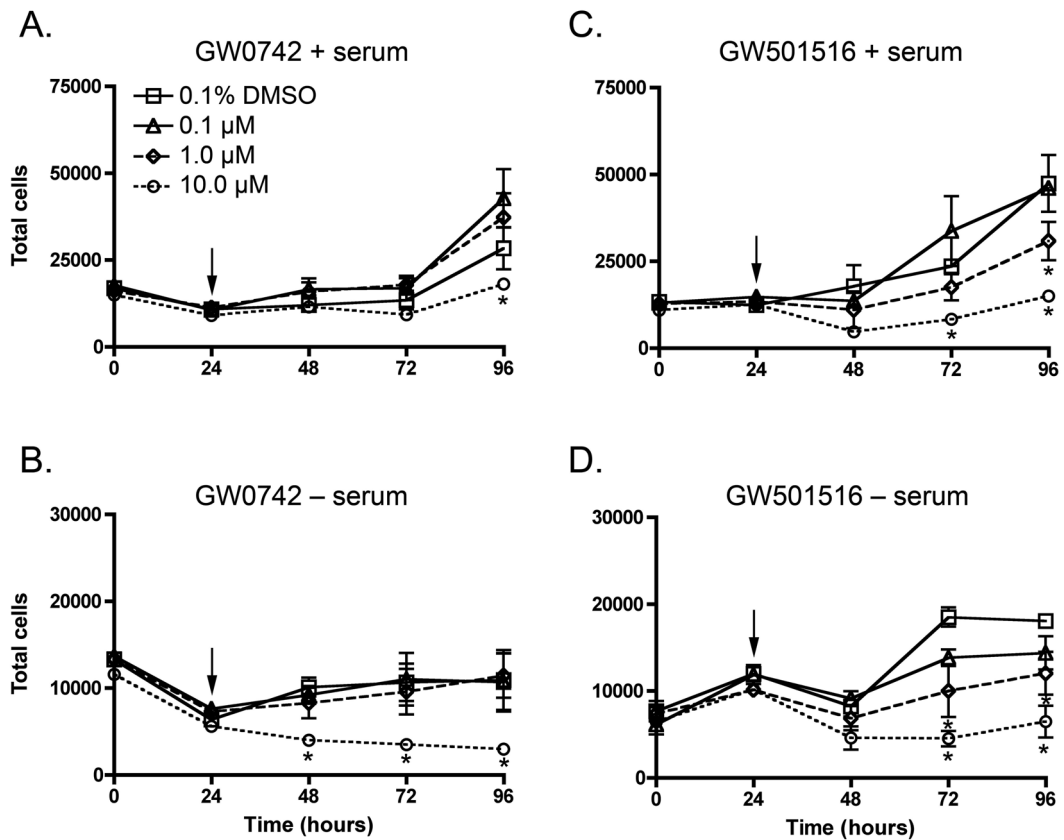 A.
GW0742 + serum
75000
50000
25000
0
Total cells
0.1% DMSO
0.1 µM
1.0 µM
10.0 µM
*
0 24 48 72 96
C.
GW501516 + serum
75000
50000
25000
0
*
*
*
0 24 48 72 96
B.
GW0742 – serum
30000
20000
10000
0
Total cells
* * *
0 24 48 72 96
Time (hours)
D.
GW501516 – serum
30000
20000
10000
0
* *
* *
0 24 48 72 96
Time (hours)